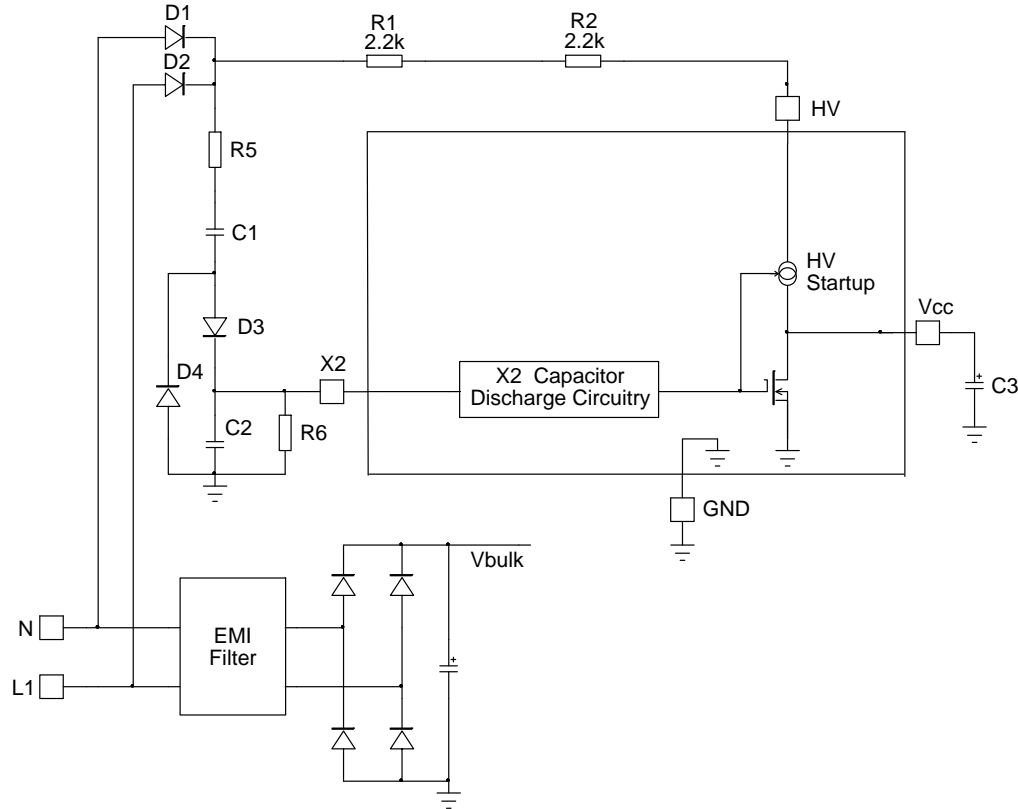 D1
R1
2.2k
R2
2.2k
D2
HV
R5
C1
HV
Startup
Vcc
D3
X2
D4
X2 Capacitor
Discharge Circuitry
C3
C2
R6
GND
Vbulk
N
EMI
Filter
L1
+
+